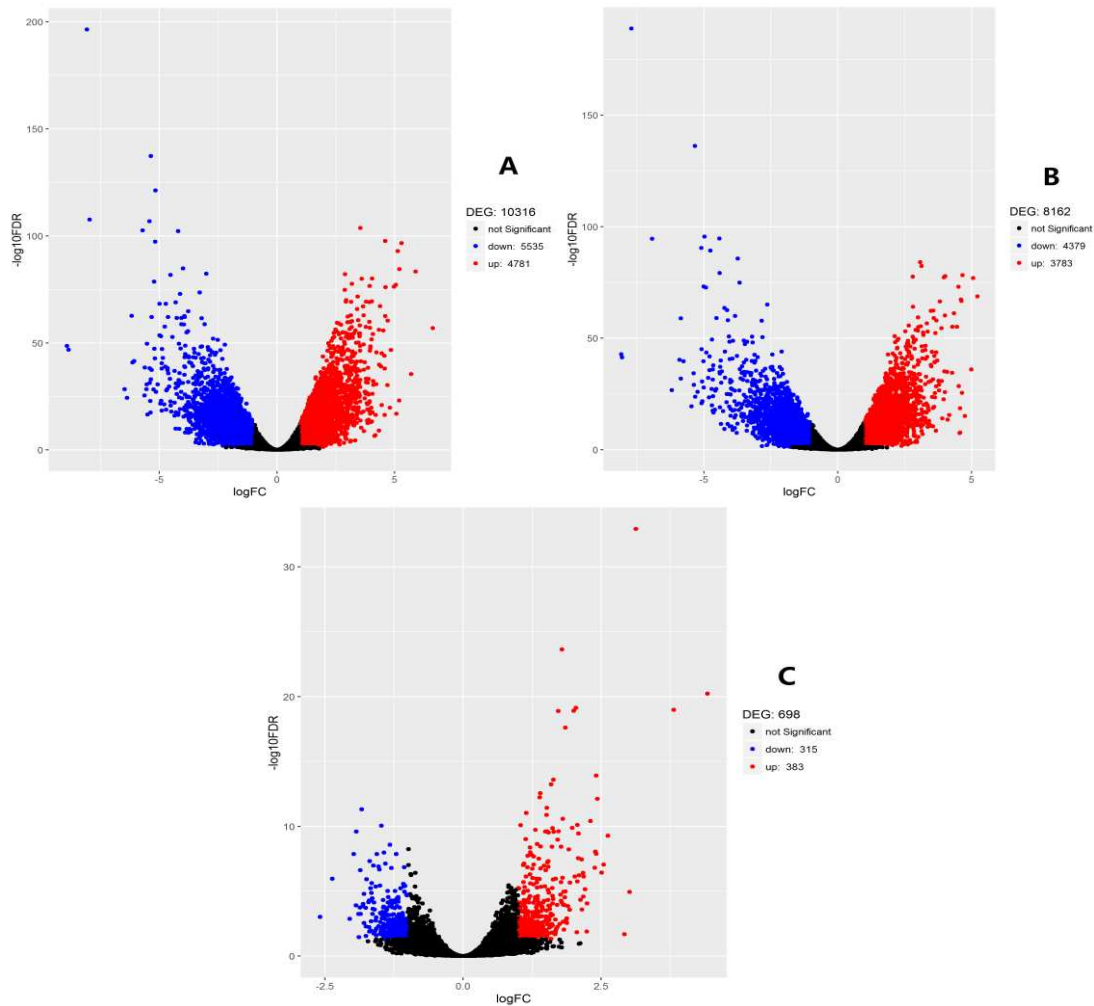 200
150
100
50
0
-log10FDR
-5
0
5
logFC
A
DEG: 10316
not Significant
down: 5535
up: 4781
150
100
50
0
-log10FDR
-5
0
5
logFC
B
DEG: 8162
not Significant
down: 4379
up: 3783
30
20
10
0
-log10FDR
-2.5
0.0
2.5
logFC
C
DEG: 698
not Significant
down: 315
up: 383